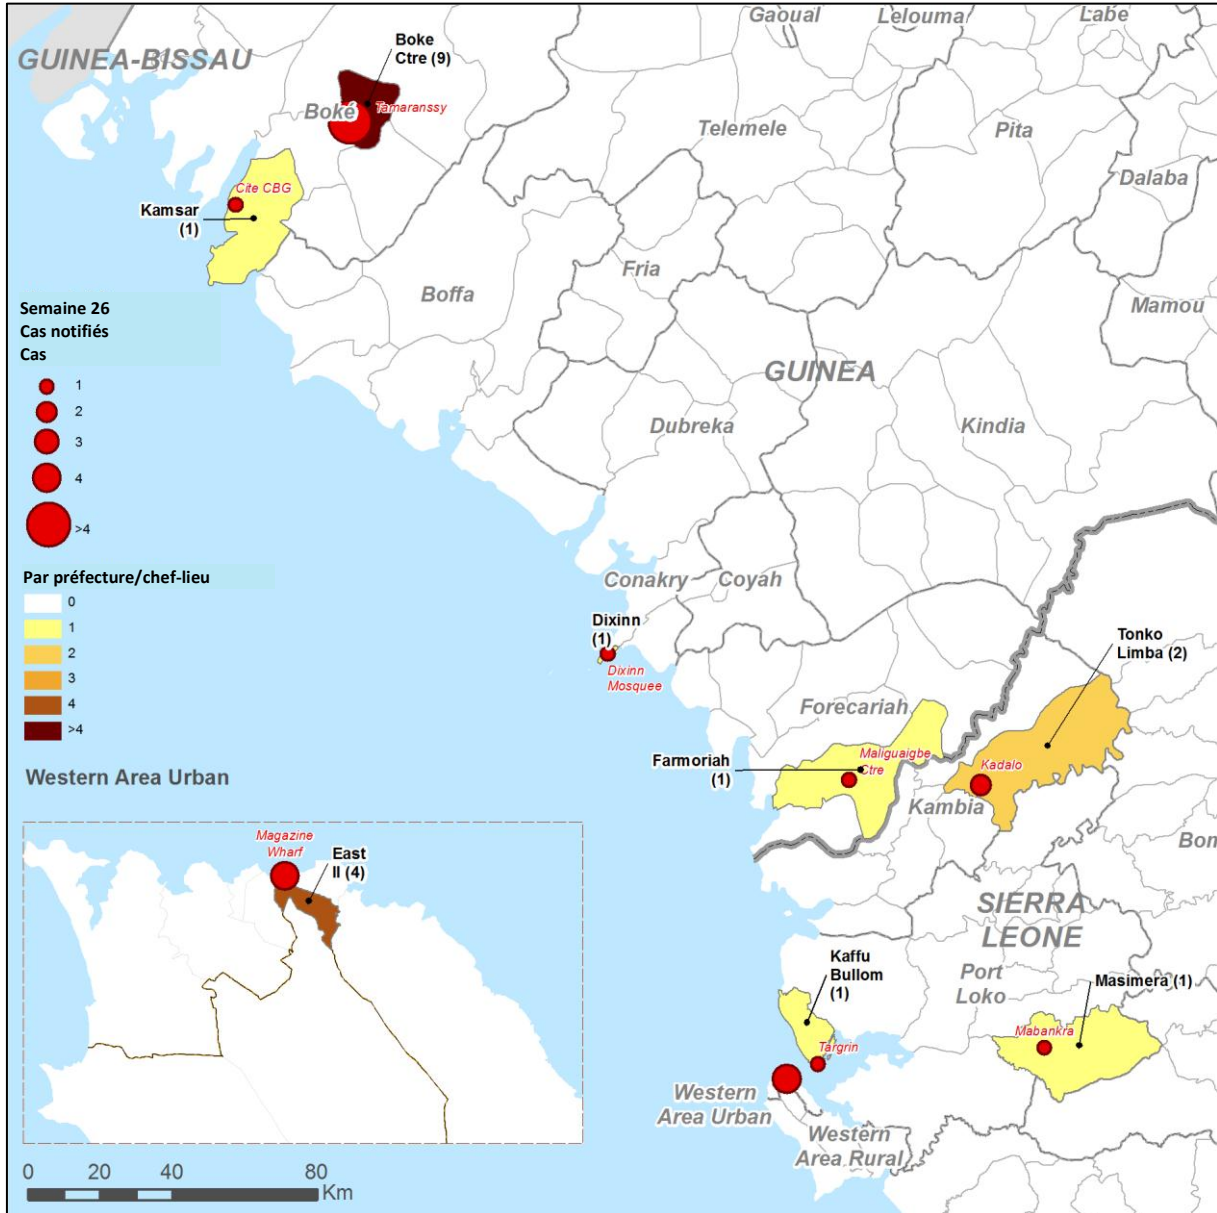 Gaoual
Lelouma
Labe
GUINEA-BISSAU
Boke
Ctre (9)
Boké
Tamaranssy
Telemele
Pita
Dalaba
Cite CBG
Kamsar
(1)
Fria
Boffa
Mamou
Semaine 26
Cas notifiés
Cas
1
2
3
4
>4
GUINEA
Dubreka
Kindia
Par préfecture/chef-lieu
0
1
2
3
4
>4
Conakry
Coyah
Dixinn
(1)
Dixinn
Mosquee
Tonko
Limba (2)
Forecariah
Farmoriah
(1)
Maliguaigbe
Ctre
Kadalo
Kambia
Bom
Western Area Urban
Magazine
Wharf
East
II (4)
SIERRA
LEONE
Kaffu
Bullom
(1)
Port
Loko
Masimera (1)
Mabankra
Targrin
Western
Area Urban
Western
Area Rural
0 20 40 80
Km